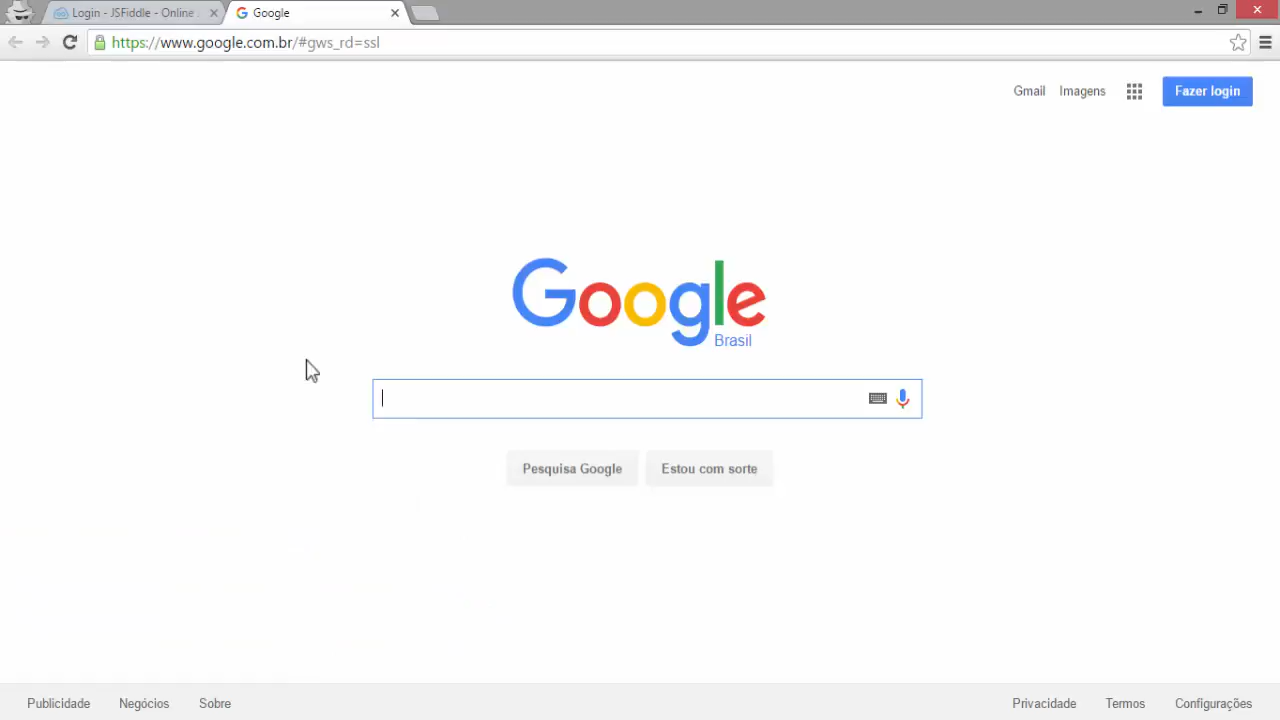 Login - JSFiddle - Online
Google
https://www.google.com.br/#gws_rd=ssl
Gmail Imagens Fazer login
Google
Brasil
Pesquisa Google Estou com sorte
Publicidade Negócios Sobre Privacidade Termos Configurações